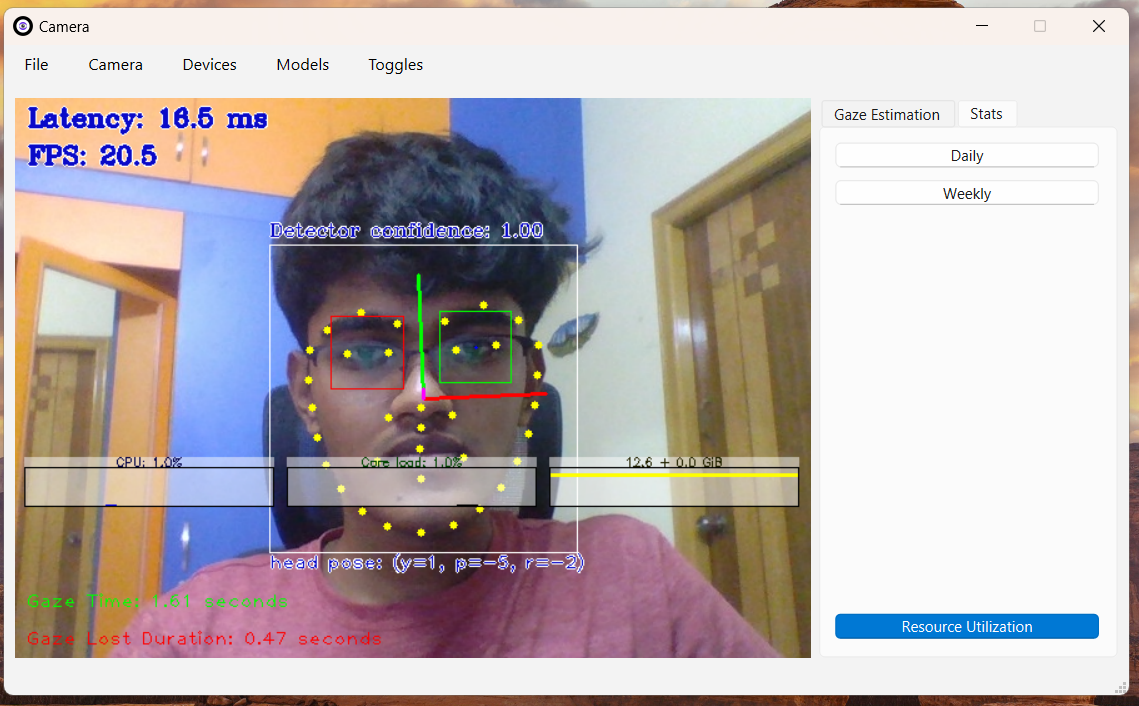 Camera
File Camera Devices Models Toggles
Latency: 16.5 ms
FPS: 20.5
Detector confidence: 1.00
CPU: 1.0%
Core load: 1.0%
12.6 + 0.0 GiB
head pose: (y=1, p=-5, r=-2)
Gaze Time: 1.61 seconds
Gaze Lost Duration: 0.47 seconds
Gaze Estimation Stats
Daily
Weekly
Resource Utilization